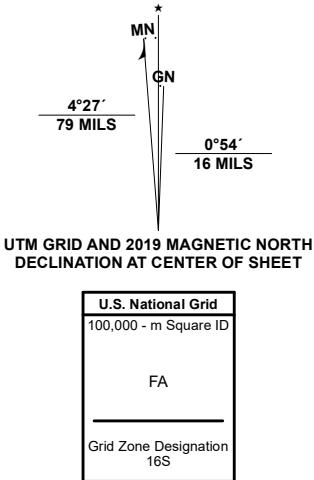 MN
GN
4°27´
79 MILS
0°54´
16 MILS
UTM GRID AND 2019 MAGNETIC NORTH
DECLINATION AT CENTER OF SHEET
U.S. National Grid
100,000 - m Square ID
FA
Grid Zone Designation
16S